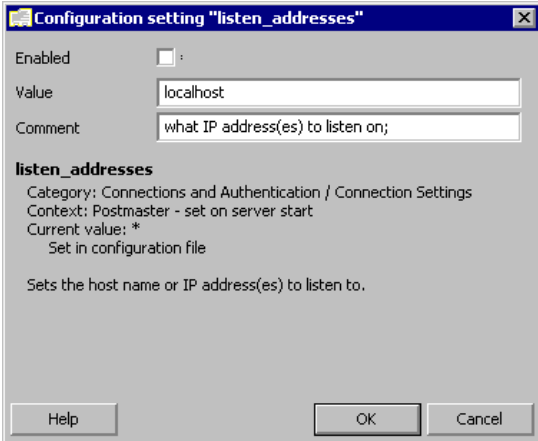 Configuration setting "listen_addresses"
Enabled :
Value localhost
Comment what IP address(es) to listen on;
listen_addresses
Category: Connections and Authentication / Connection Settings
Context: Postmaster - set on server start
Current value: *
Set in configuration file
Sets the host name or IP address(es) to listen to.
Help OK Cancel